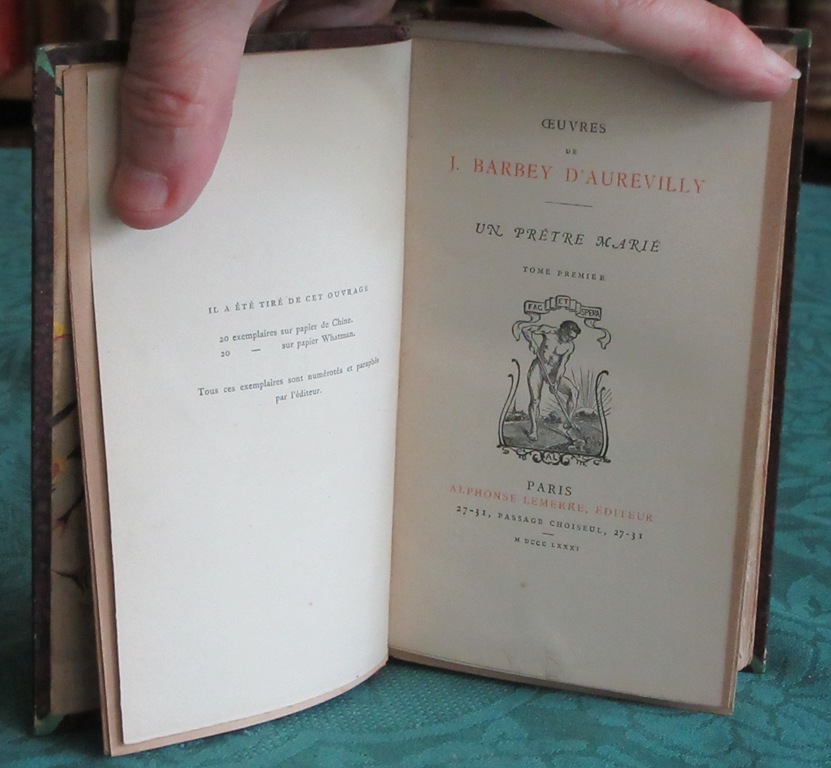 IL A ÉTÉ TIRÉ DE CET OUVRAGE
20 exemplaires sur papier de Chine.
20 — sur papier Whatman.
Tous ces exemplaires sont numérotés et paraphés
par l'éditeur.
ŒUVRES
DE
J. BARBEY D'AUREVILLY
UN PRÊTRE MARIÉ
TOME PREMIER
FAC ET SPERA
AL
PARIS
ALPHONSE LEMERRE, ÉDITEUR
27-31, PASSAGE CHOISEUL, 27-31
M DCCC LXXXI